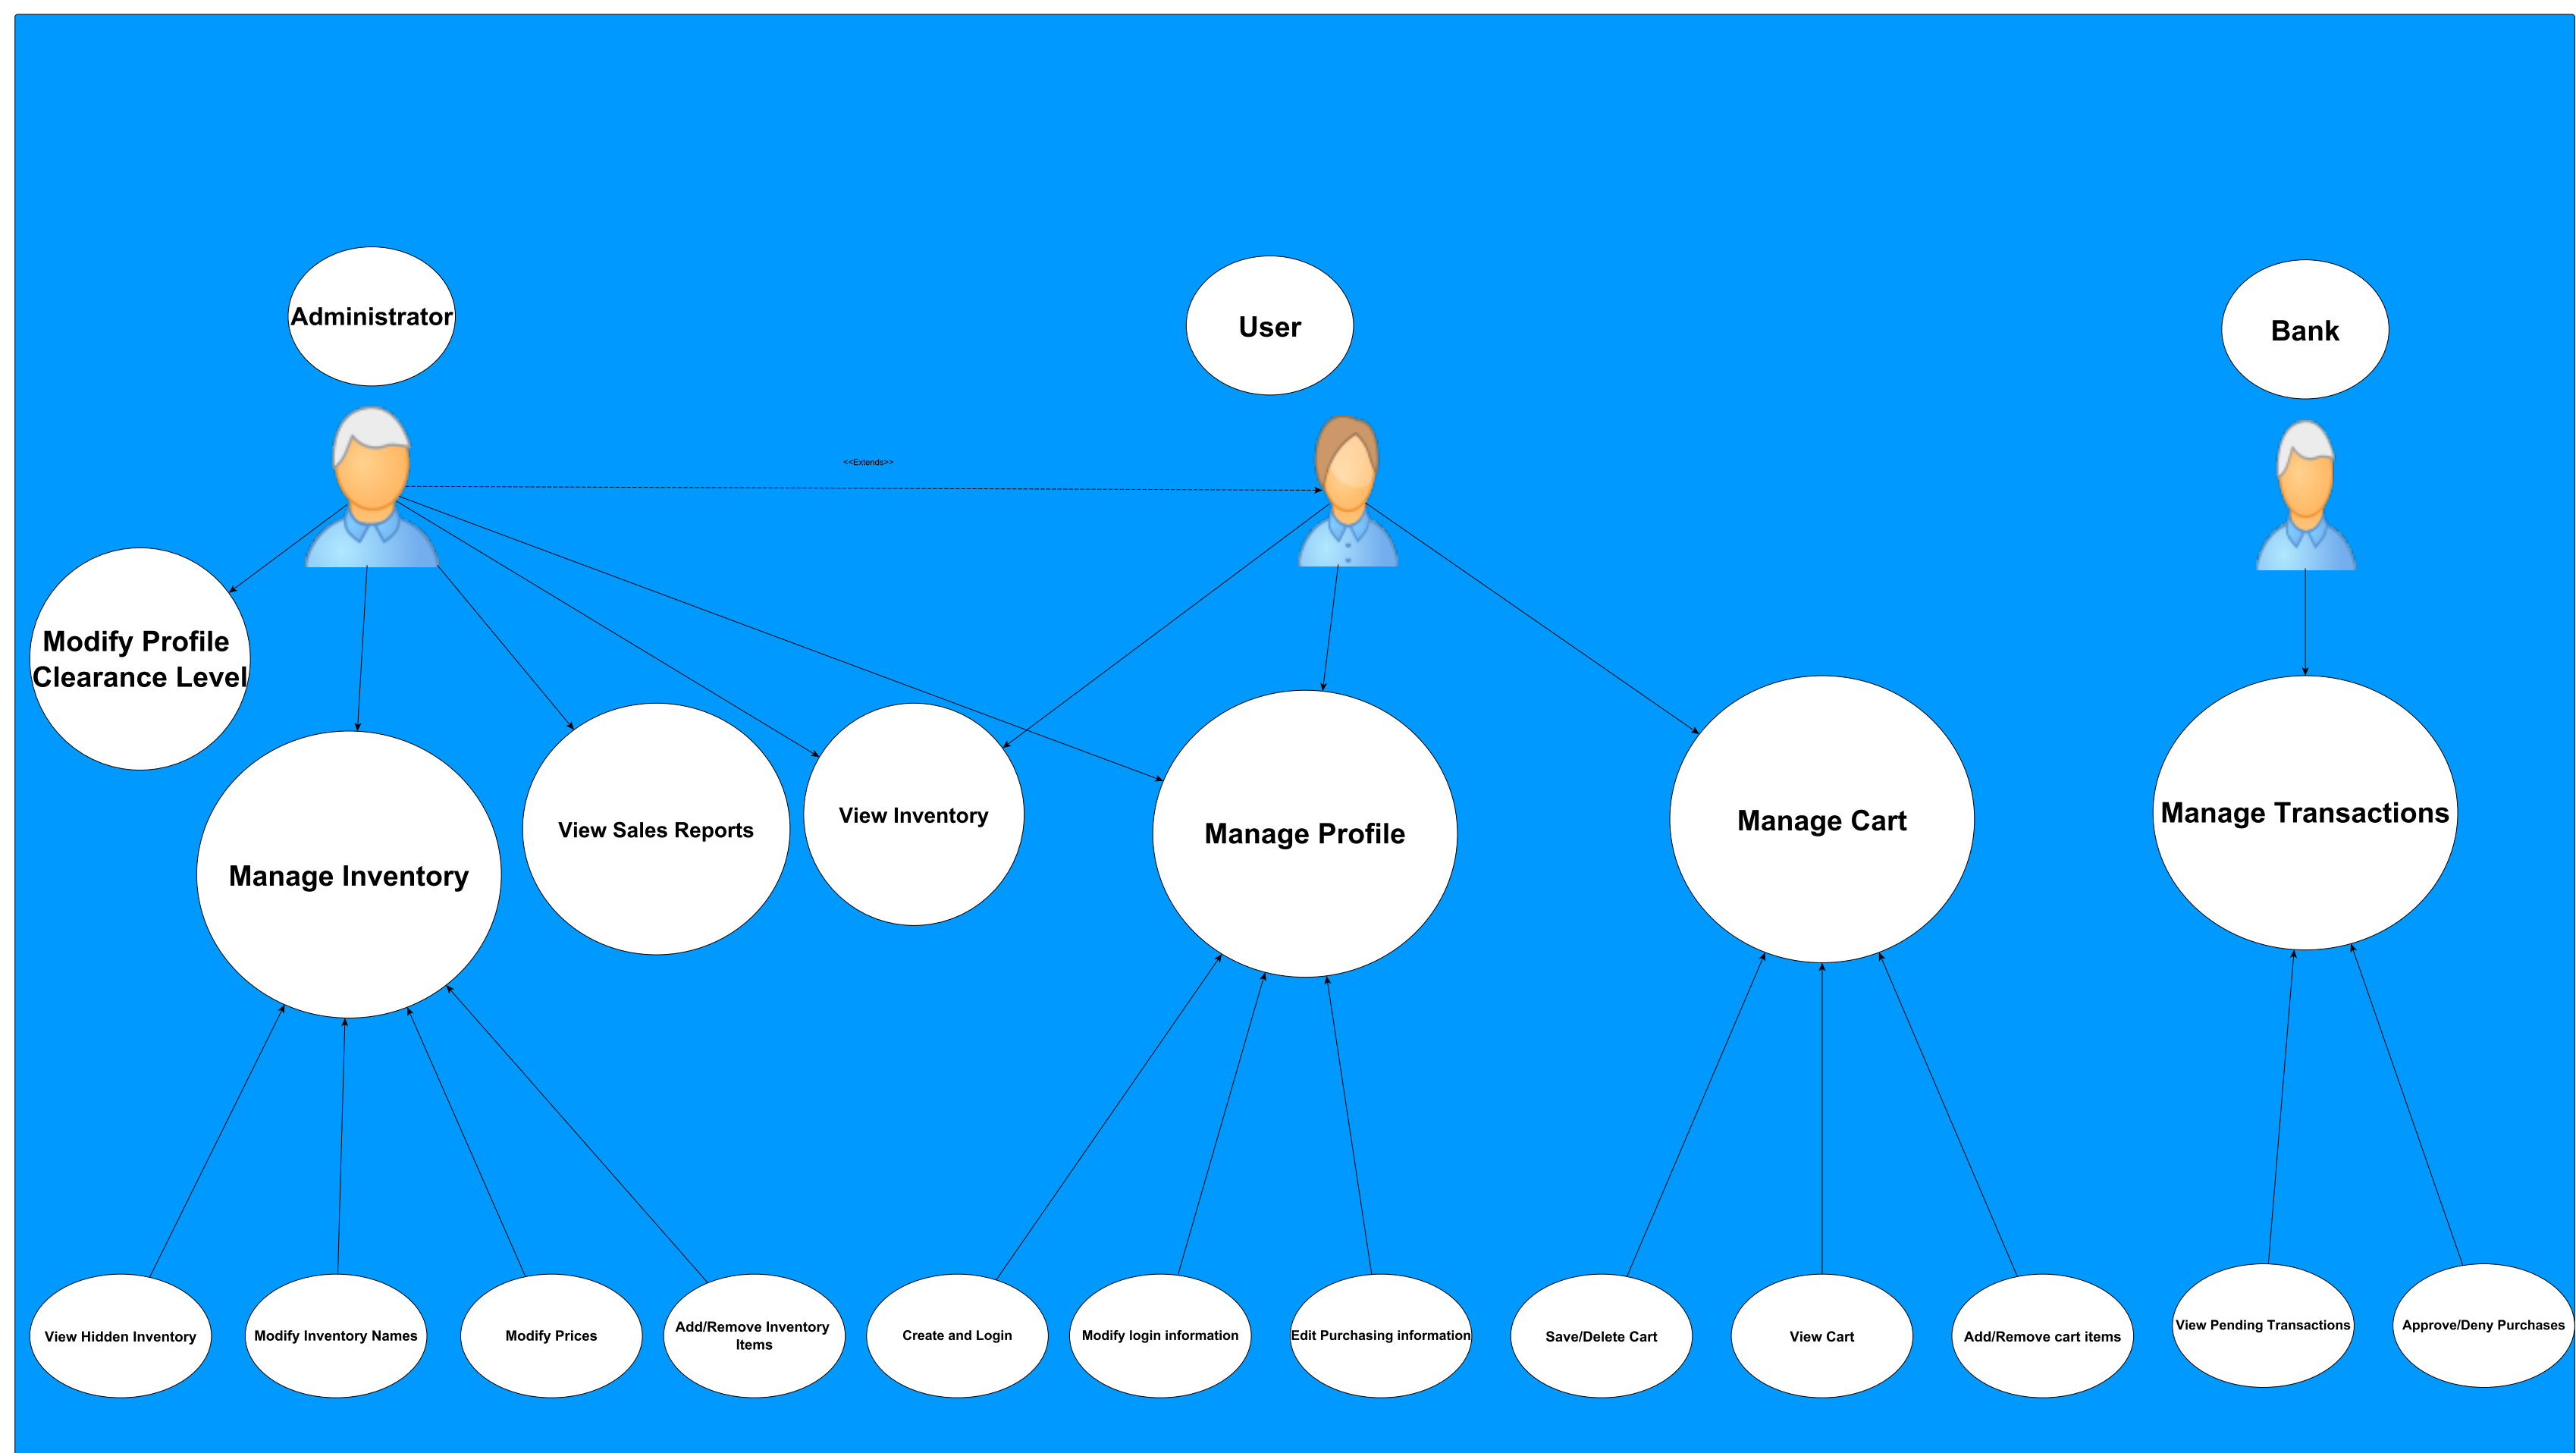 Administrator
User
Bank
<<Extends>>
Modify Profile
Clearance Level
Manage Inventory
View Sales Reports
View Inventory
Manage Profile
Manage Cart
Manage Transactions
View Hidden Inventory
Modify Inventory Names
Modify Prices
Add/Remove Inventory
Items
Create and Login
Modify login information
Edit Purchasing information
Save/Delete Cart
View Cart
Add/Remove cart items
View Pending Transactions
Approve/Deny Purchases